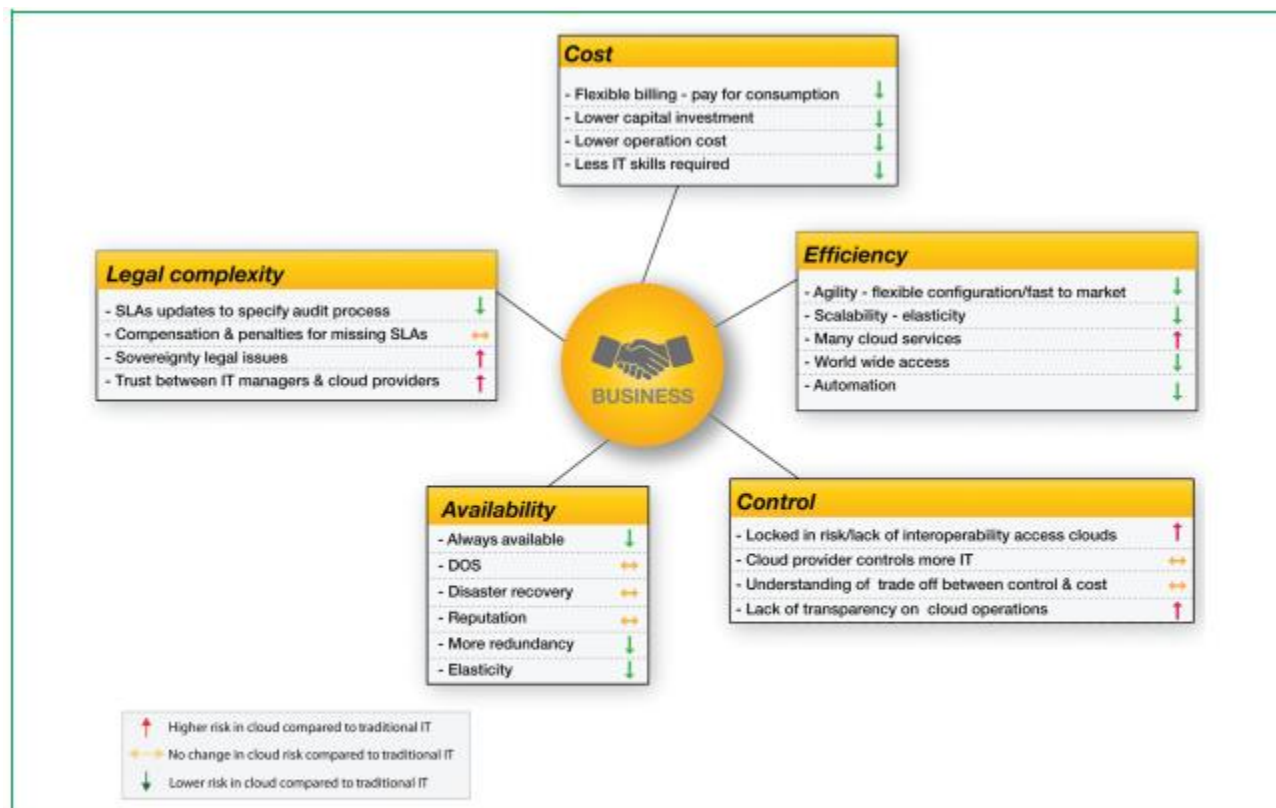 Cost
- Flexible billing - pay for consumption
- Lower capital investment
- Lower operation cost
- Less IT skills required
Legal complexity
- SLAs updates to specify audit process
- Compensation & penalties for missing SLAs
- Sovereignty legal issues
- Trust between IT managers & cloud providers
Efficiency
- Agility - flexible configuration/fast to market
- Scalability - elasticity
- Many cloud services
- World wide access
- Automation
BUSINESS
Availability
- Always available
- DOS
- Disaster recovery
- Reputation
- More redundancy
- Elasticity
Control
- Locked in risk/lack of interoperability access clouds
- Cloud provider controls more IT
- Understanding of trade off between control & cost
- Lack of transparency on cloud operations
Higher risk in cloud compared to traditional IT
No change in cloud risk compared to traditional IT
Lower risk in cloud compared to traditional IT